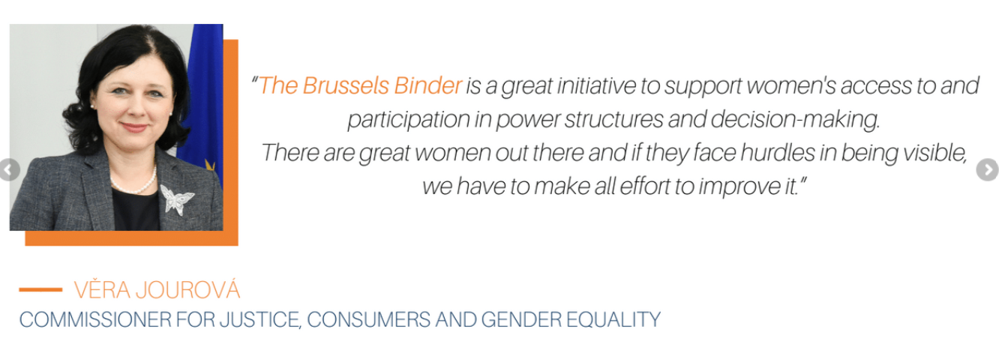 “The Brussels Binder is a great initiative to support women's access to and
participation in power structures and decision-making.
There are great women out there and if they face hurdles in being visible,
we have to make all effort to improve it.”
VĚRA JOUROVÁ
COMMISSIONER FOR JUSTICE, CONSUMERS AND GENDER EQUALITY